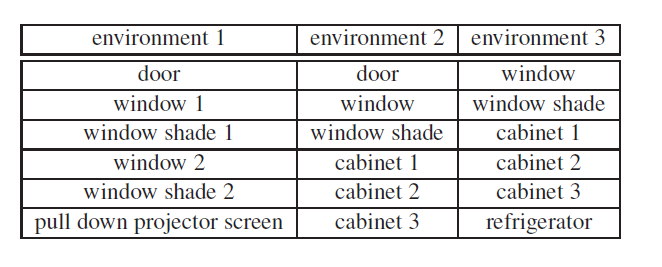 environment 1 environment 2 environment 3
door door window
window 1 window window shade
window shade 1 window shade cabinet 1
window 2 cabinet 1 cabinet 2
window shade 2 cabinet 2 cabinet 3
pull down projector screen cabinet 3 refrigerator